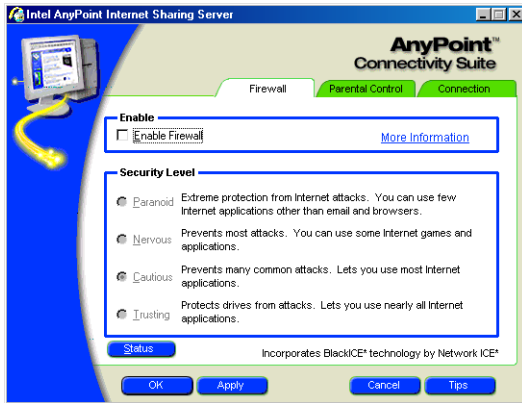 Intel AnyPoint Internet Sharing Server
AnyPoint™
Connectivity Suite
Firewall
Parental Control
Connection
Enable
Enable Firewall
More Information
Security Level
Paranoid
Extreme protection from Internet attacks. You can use few
Internet applications other than email and browsers.
Nervous
Prevents most attacks. You can use some Internet games and
applications.
Cautious
Prevents many common attacks. Lets you use most Internet
applications.
Trusting
Protects drives from attacks. Lets you use nearly all Internet
applications.
Status
Incorporates BlackICE* technology by Network ICE*
OK
Apply
Cancel
Tips